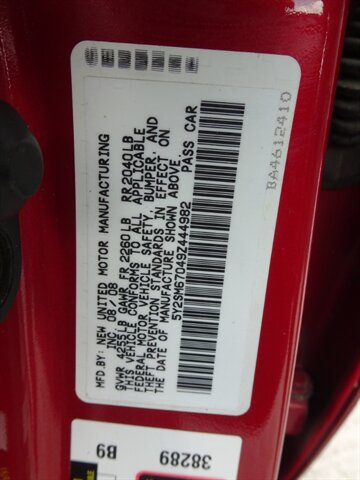 MFD.BY: NEW UNITED MOTOR MANUFACTURING
INC. 09/08
GVWR 4255LB GAWR FR 2260LB RR2040LB
THIS VEHICLE CONFORMS TO ALL APPLICABLE
FEDERAL MOTOR VEHICLE SAFETY, BUMPER, AND
THEFT PREVENTION STANDARDS IN EFFECT ON
THE DATE OF MANUFACTURE SHOWN ABOVE.
5Y2SM67049Z444982 PASS CAR
BA4612410
B9 38289